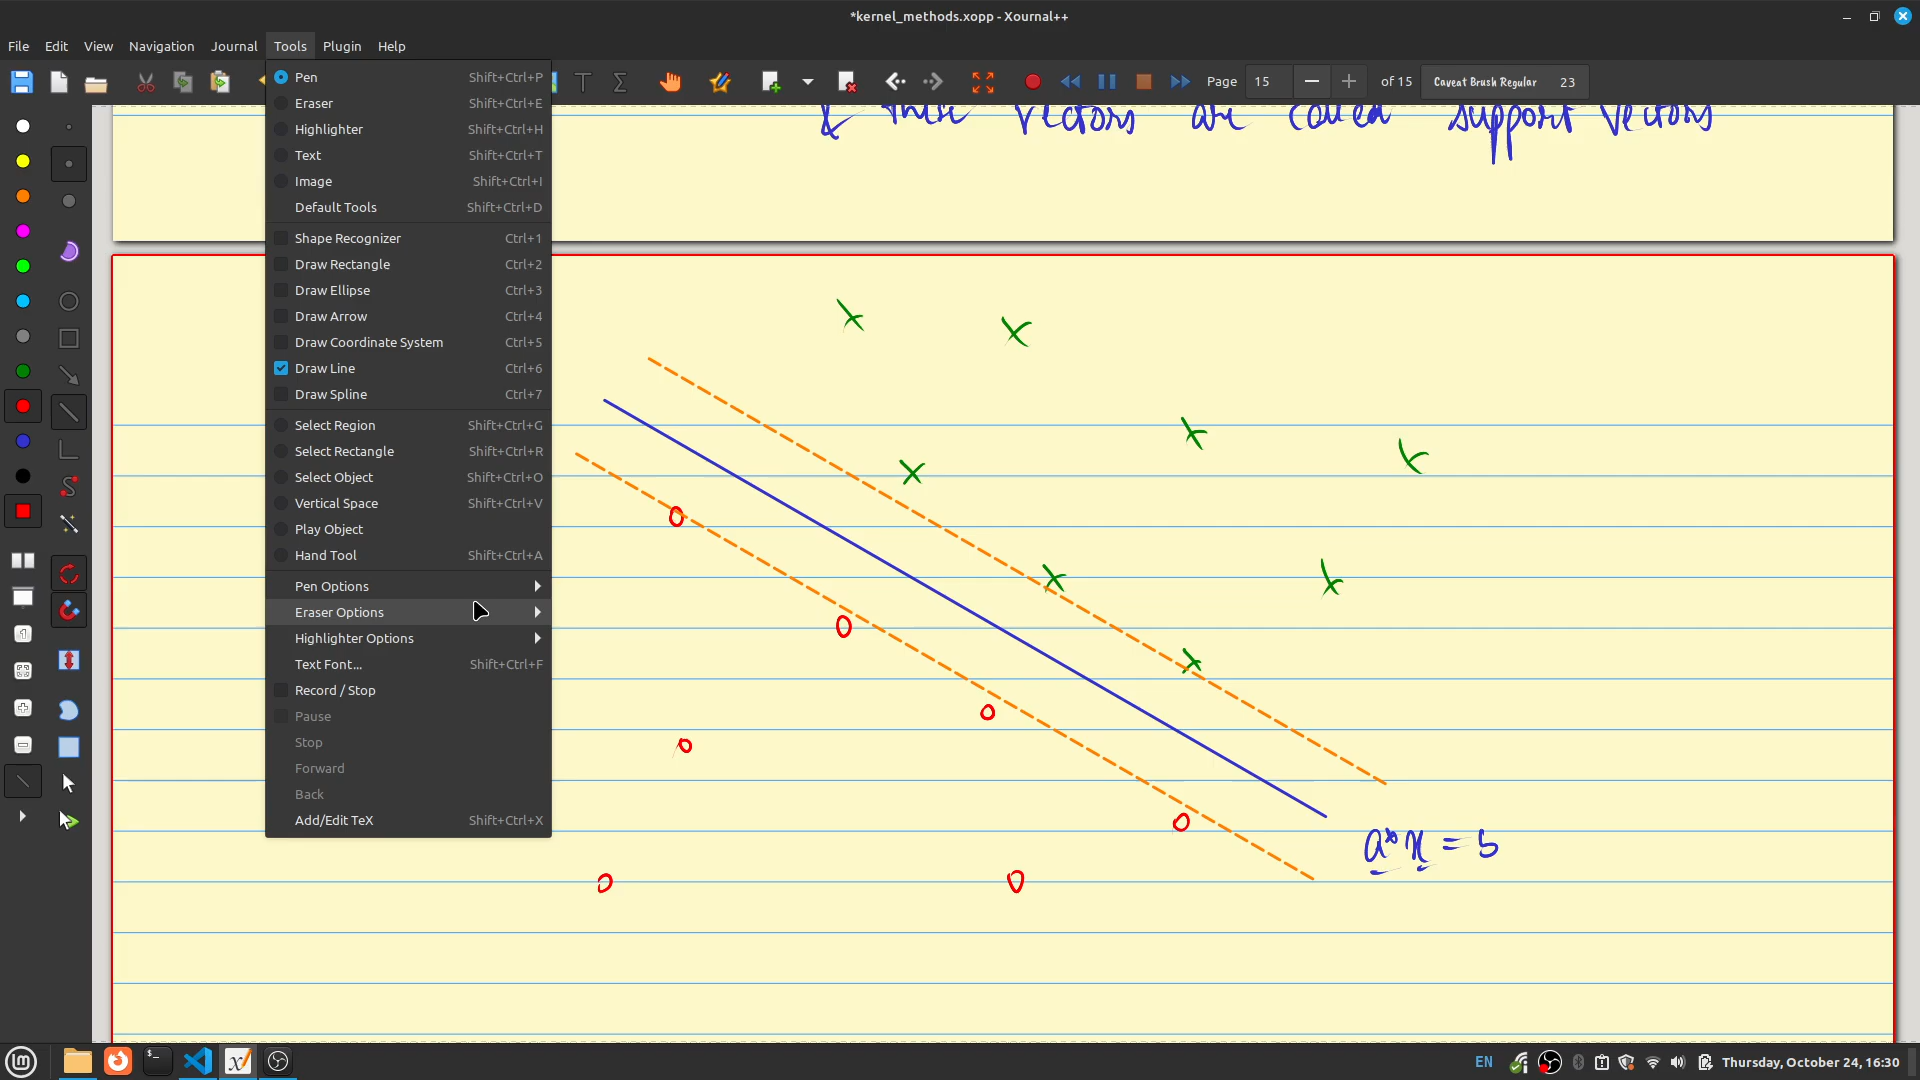 *kernel_methods.xopp - Xournal++
File Edit View Navigation Journal Tools Plugin Help
Page 15 of 15 Caveat Brush Regular 23
Pen Shift+Ctrl+P
Eraser Shift+Ctrl+E
Highlighter Shift+Ctrl+H
Text Shift+Ctrl+T
Image Shift+Ctrl+I
Default Tools Shift+Ctrl+D
Shape Recognizer Ctrl+1
Draw Rectangle Ctrl+2
Draw Ellipse Ctrl+3
Draw Arrow Ctrl+4
Draw Coordinate System Ctrl+5
Draw Line Ctrl+6
Draw Spline Ctrl+7
Select Region Shift+Ctrl+G
Select Rectangle Shift+Ctrl+R
Select Object Shift+Ctrl+O
Vertical Space Shift+Ctrl+V
Play Object
Hand Tool Shift+Ctrl+A
Pen Options
Eraser Options
Highlighter Options
Text Font... Shift+Ctrl+F
Record / Stop
Pause
Stop
Forward
Back
Add/Edit TeX Shift+Ctrl+X
vectors are called support vectors
a*x = b
EN Thursday, October 24, 16:30